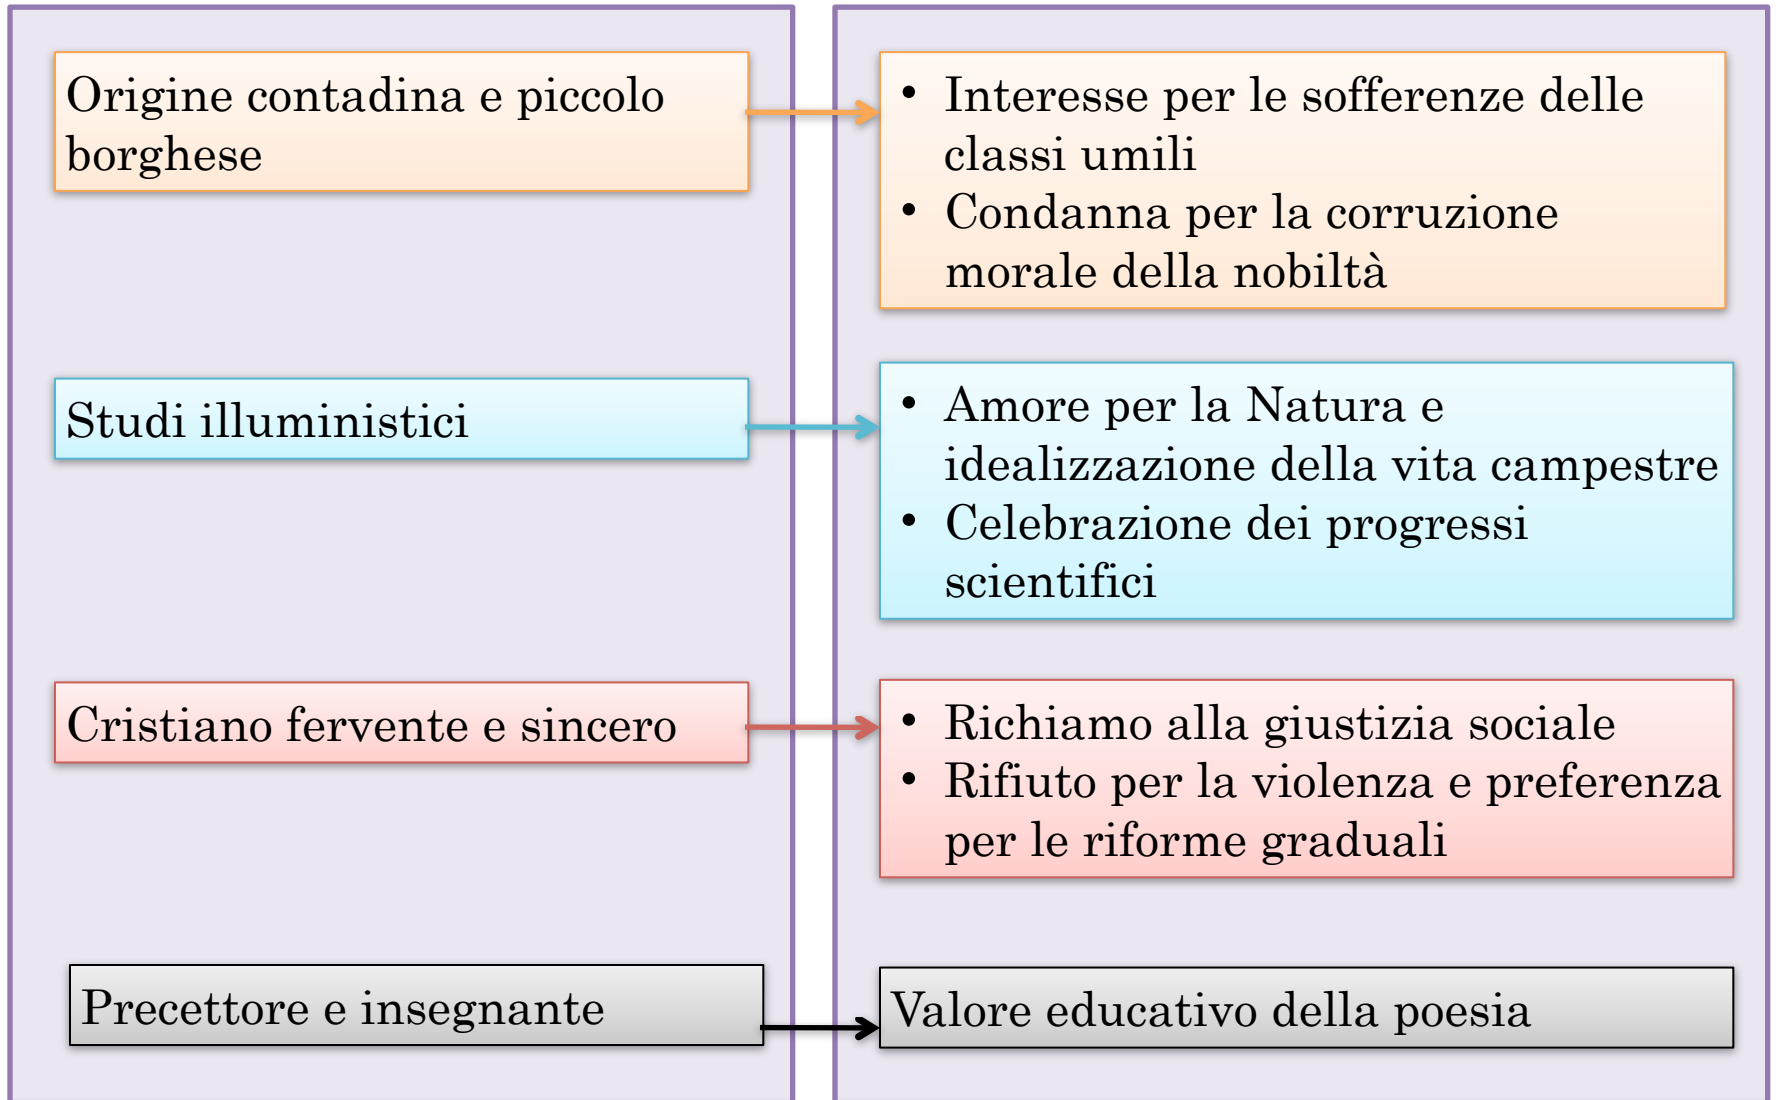 Origine contadina e piccolo
borghese
• Interesse per le sofferenze delle
classi umili
• Condanna per la corruzione
morale della nobiltà
Studi illuministici
• Amore per la Natura e
idealizzazione della vita campestre
• Celebrazione dei progressi
scientifici
Cristiano fervente e sincero
• Richiamo alla giustizia sociale
• Rifiuto per la violenza e preferenza
per le riforme graduali
Precettore e insegnante
Valore educativo della poesia